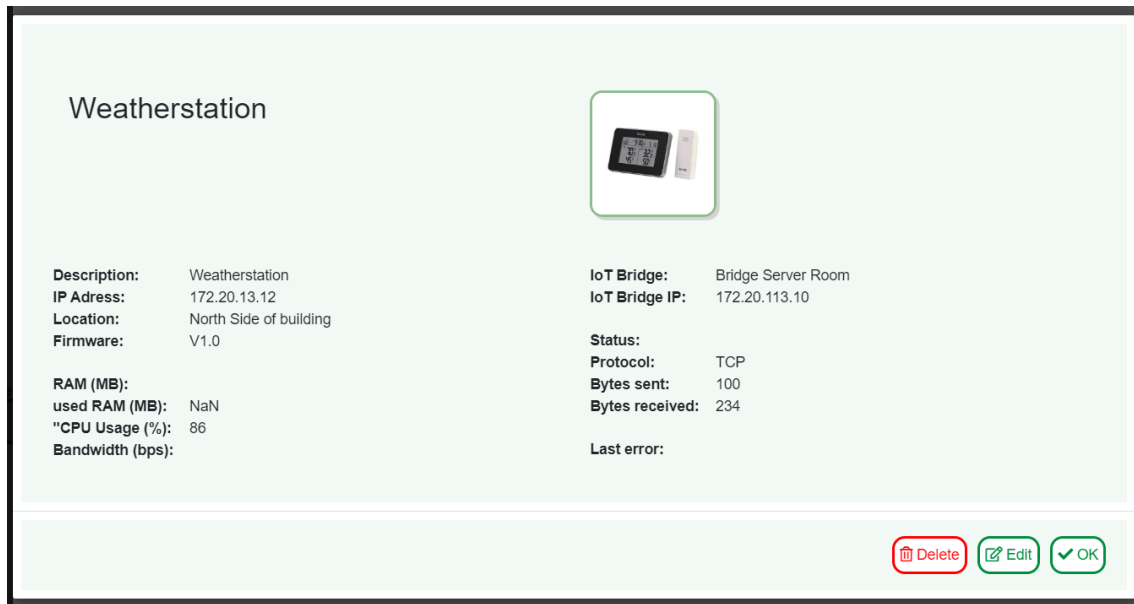 Weatherstation
Description: Weatherstation
IP Adress: 172.20.13.12
Location: North Side of building
Firmware: V1.0
RAM (MB):
used RAM (MB): NaN
"CPU Usage (%): 86
Bandwidth (bps):
IoT Bridge: Bridge Server Room
IoT Bridge IP: 172.20.113.10
Status:
Protocol: TCP
Bytes sent: 100
Bytes received: 234
Last error:
Delete Edit OK